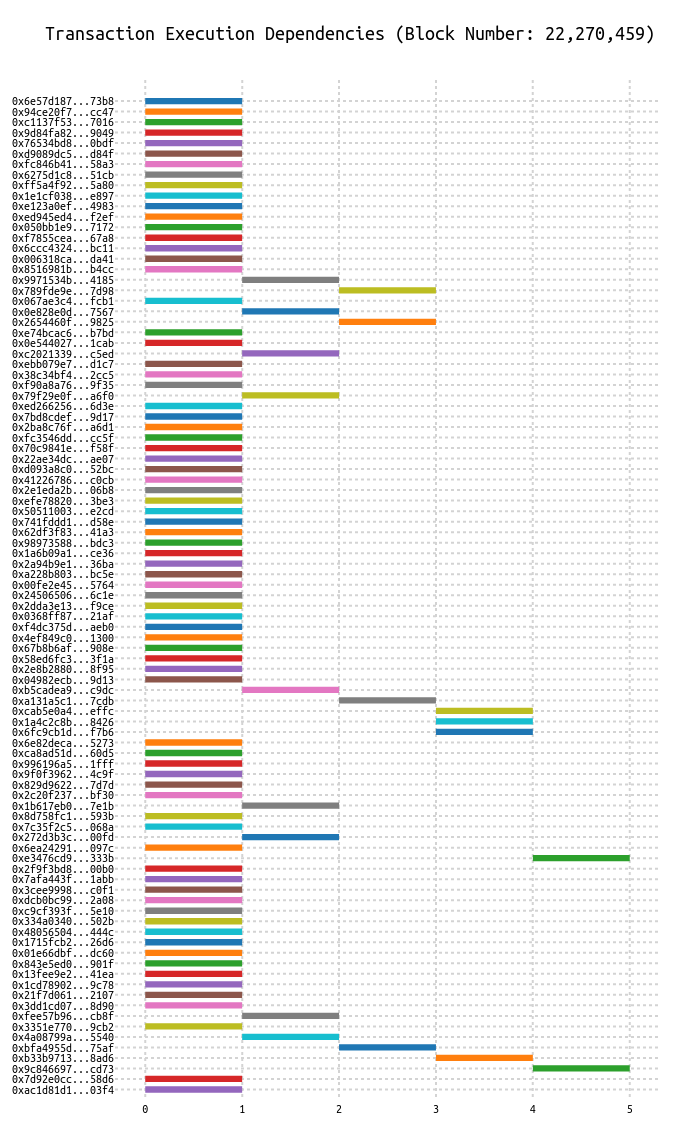 Transaction Execution Dependencies (Block Number: 22,270,459)
0x6e57d187...73b8
0x94ce20f7...cc47
0xc1137f53...7016
0x9d84fa82...9049
0x76534bd8...0bdf
0xd9089dc5...d84f
0xfc846b41...58a3
0x6275d1c8...51cb
0xff5a4f92...5a80
0x1e1cf038...e897
0xe123a0ef...4983
0xed945ed4...f2ef
0x050bb1e9...7172
0xf7855cea...67a8
0x6ccc4324...bc11
0x006318ca...da41
0x8516981b...b4cc
0x9971534b...4185
0x789fde9e...7d98
0x067ae3c4...fcb1
0x0e828e0d...7567
0x2654460f...9825
0xe74bcac6...b7bd
0x0e544027...1cab
0xc2021339...c5ed
0xebb079e7...d1c7
0x38c34bf4...2cc5
0xf90a8a76...9f35
0x79f29e0f...a6f0
0xed266256...6d3e
0x7bd8cdef...9d17
0x2ba8c76f...a6d1
0xfc3546dd...cc5f
0x70c9841e...f58f
0x22ae34dc...ae07
0xd093a8c0...52bc
0x41226786...c0cb
0x2e1eda2b...06b8
0xefe78820...3be3
0x50511003...e2cd
0x741fddd1...d58e
0x62df3f83...41a3
0x98973588...bdc3
0x1a6b09a1...ce36
0x2a94b9e1...36ba
0xa228b803...bc5e
0x00fe2e45...5764
0x24506506...6c1e
0x2dda3e13...f9ce
0x0368ff87...21af
0xf4dc375d...aeb0
0x4ef849c0...1300
0x67b8b6af...908e
0x58ed6fc3...3f1a
0x2e8b2880...8f95
0x04982ecb...9d13
0xb5cadea9...c9dc
0xa131a5c1...7cdb
0xcab5e0a4...effc
0x1a4c2c8b...8426
0x6fc9cb1d...f7b6
0x6e82deca...5273
0xca8ad51d...60d5
0x996196a5...1fff
0x9f0f3962...4c9f
0x829d9622...7d7d
0x2c20f237...bf30
0x1b617eb0...7e1b
0x8d758fc1...593b
0x7c35f2c5...068a
0x272d3b3c...00fd
0x6ea24291...097c
0xe3476cd9...333b
0x2f9f3bd8...00b0
0x7afa443f...1abb
0x3cee9998...c0f1
0xdcb0bc99...2a08
0xc9cf393f...5e10
0x334a0340...502b
0x48056504...444c
0x1715fcb2...26d6
0x01e66dbf...dc60
0x843e5ed0...901f
0x13fee9e2...41ea
0x1cd78902...9c78
0x21f7d061...2107
0x3dd1cd07...8d90
0xfee57b96...cb8f
0x3351e770...9cb2
0x4a08799a...5540
0xbfa4955d...75af
0xb33b9713...8ad6
0x9c846697...cd73
0x7d92e0cc...58d6
0xac1d81d1...03f4
0 1 2 3 4 5